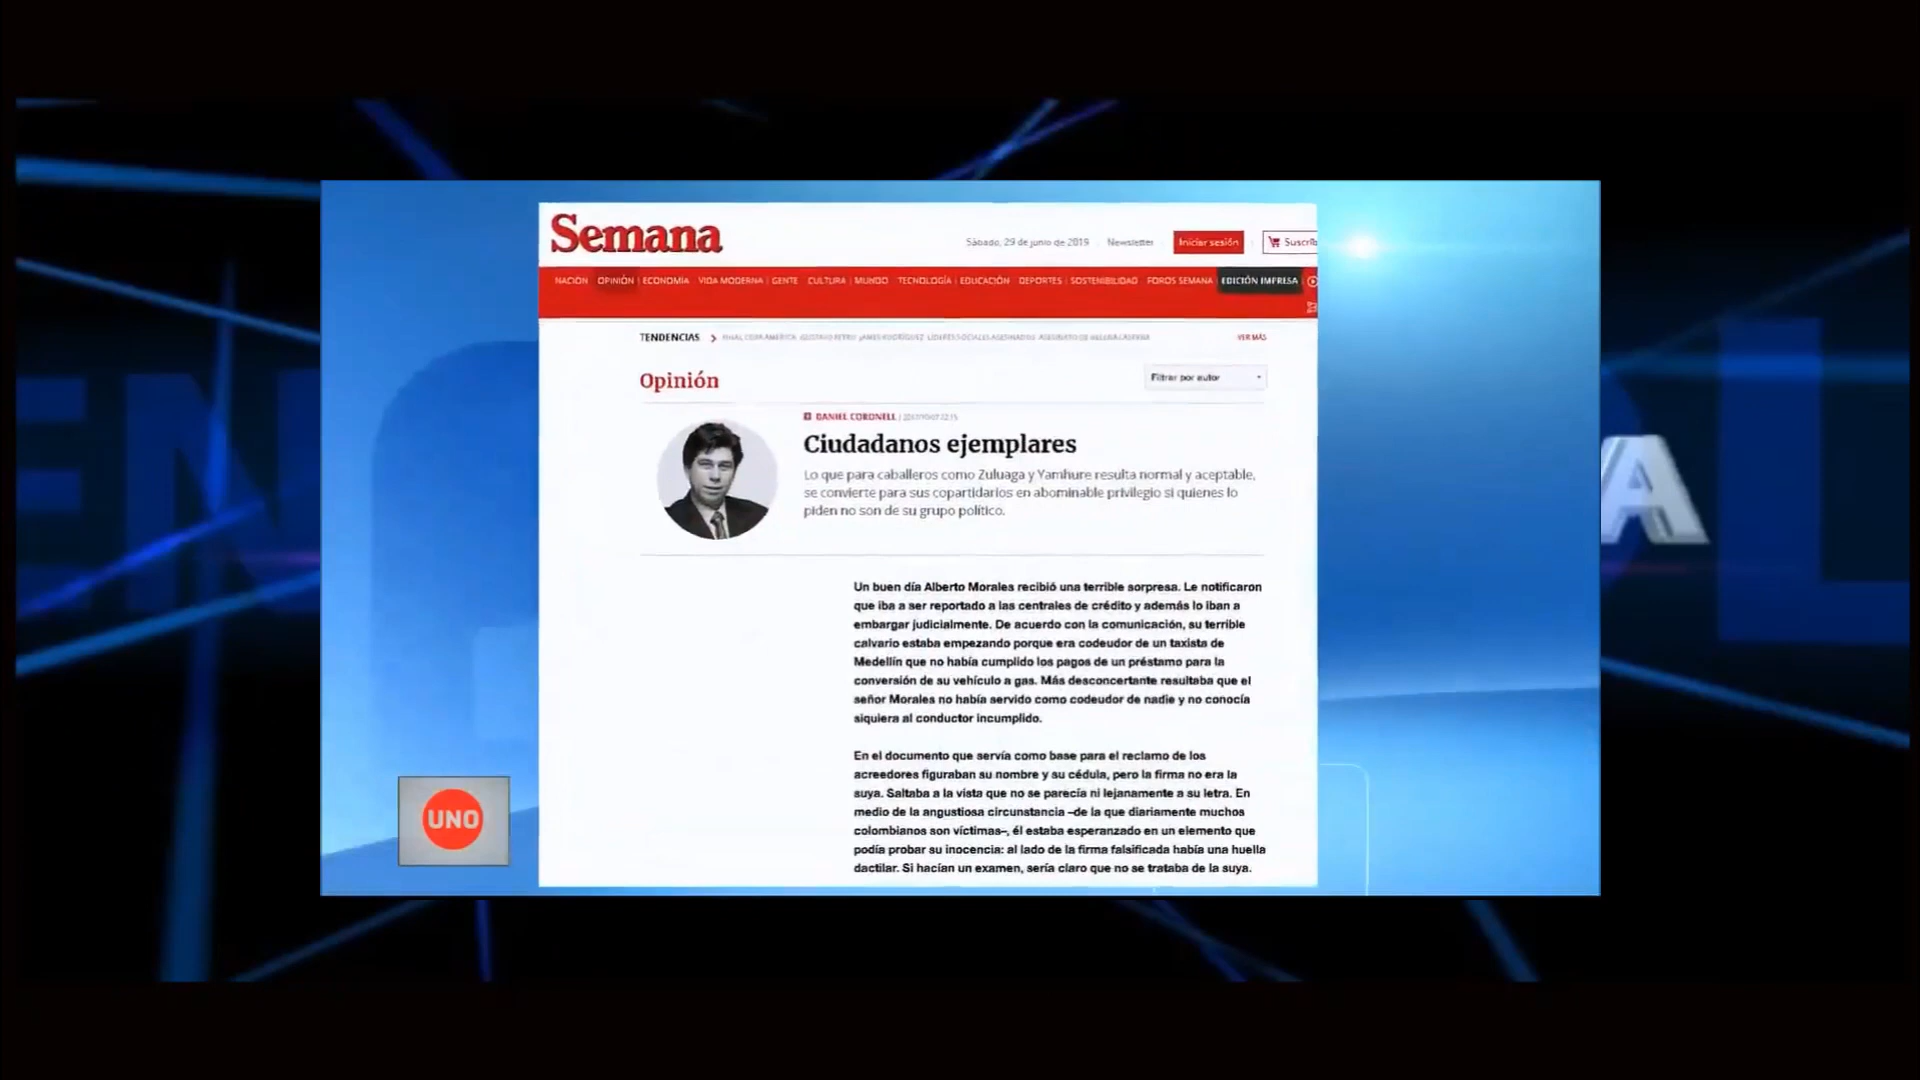 Semana
Sábado, 29 de junio de 2019 Newsletter Iniciar sesión Suscríb
NACIÓN OPINIÓN ECONOMÍA VIDA MODERNA GENTE CULTURA MUNDO TECNOLOGÍA EDUCACIÓN DEPORTES SOSTENIBILIDAD FOROS SEMANA EDICIÓN IMPRESA
TENDENCIAS FINAL COPA AMÉRICA GUSTAVO PETRO JAMES RODRÍGUEZ LÍDERES SOCIALES ASESINADOS VER MÁS
Opinión Filtrar por autor
DANIEL CORONELL
Ciudadanos ejemplares
Lo que para caballeros como Zuluaga y Yamhure resulta normal y aceptable,
se convierte para sus copartidarios en abominable privilegio si quienes lo
piden no son de su grupo político.
Un buen día Alberto Morales recibió una terrible sorpresa. Le notificaron
que iba a ser reportado a las centrales de crédito y además lo iban a
embargar judicialmente. De acuerdo con la comunicación, su terrible
calvario estaba empezando porque era codeudor de un taxista de
Medellín que no había cumplido los pagos de un préstamo para la
conversión de su vehículo a gas. Más desconcertante resultaba que el
señor Morales no había servido como codeudor de nadie y no conocía
siquiera al conductor incumplido.
En el documento que servía como base para el reclamo de los
acreedores figuraban su nombre y su cédula, pero la firma no era la
suya. Saltaba a la vista que no se parecía ni lejanamente a su letra. En
medio de la angustiosa circunstancia –de la que diariamente muchos
colombianos son víctimas–, él estaba esperanzado en un elemento que
podía probar su inocencia: al lado de la firma falsificada había una huella
dactilar. Si hacían un examen, sería claro que no se trataba de la suya.
UNO
EN
A
L